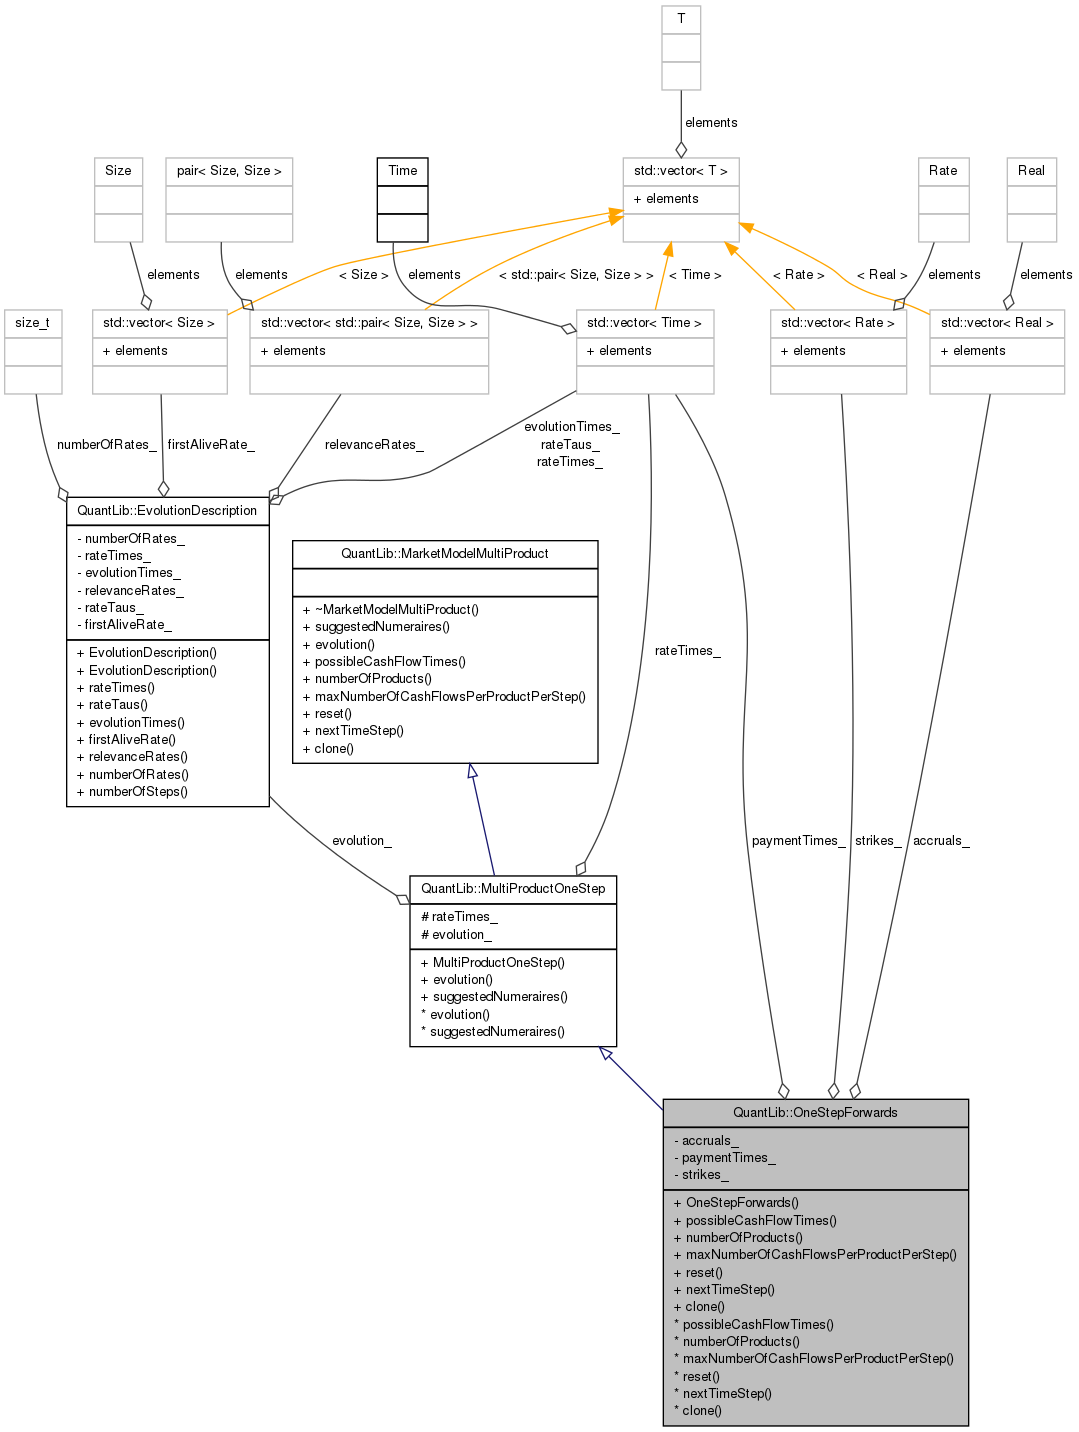 T
elements
Size
pair< Size, Size >
Time
std::vector< T >
+ elements
Rate
Real
elements
elements
< Size >
elements
< std::pair< Size, Size > >
< Time >
< Rate >
< Real >
elements
elements
size_t
std::vector< Size >
+ elements
std::vector< std::pair< Size, Size > >
+ elements
std::vector< Time >
+ elements
std::vector< Rate >
+ elements
std::vector< Real >
+ elements
numberOfRates_
firstAliveRate_
relevanceRates_
evolutionTimes_
rateTaus_
rateTimes_
QuantLib::EvolutionDescription
- numberOfRates_
- rateTimes_
- evolutionTimes_
- relevanceRates_
- rateTaus_
- firstAliveRate_
+ EvolutionDescription()
+ EvolutionDescription()
+ rateTimes()
+ rateTaus()
+ evolutionTimes()
+ firstAliveRate()
+ relevanceRates()
+ numberOfRates()
+ numberOfSteps()
QuantLib::MarketModelMultiProduct
+ ~MarketModelMultiProduct()
+ suggestedNumeraires()
+ evolution()
+ possibleCashFlowTimes()
+ numberOfProducts()
+ maxNumberOfCashFlowsPerProductPerStep()
+ reset()
+ nextTimeStep()
+ clone()
rateTimes_
evolution_
paymentTimes_
strikes_
accruals_
QuantLib::MultiProductOneStep
# rateTimes_
# evolution_
+ MultiProductOneStep()
+ evolution()
+ suggestedNumeraires()
* evolution()
* suggestedNumeraires()
QuantLib::OneStepForwards
- accruals_
- paymentTimes_
- strikes_
+ OneStepForwards()
+ possibleCashFlowTimes()
+ numberOfProducts()
+ maxNumberOfCashFlowsPerProductPerStep()
+ reset()
+ nextTimeStep()
+ clone()
* possibleCashFlowTimes()
* numberOfProducts()
* maxNumberOfCashFlowsPerProductPerStep()
* reset()
* nextTimeStep()
* clone()